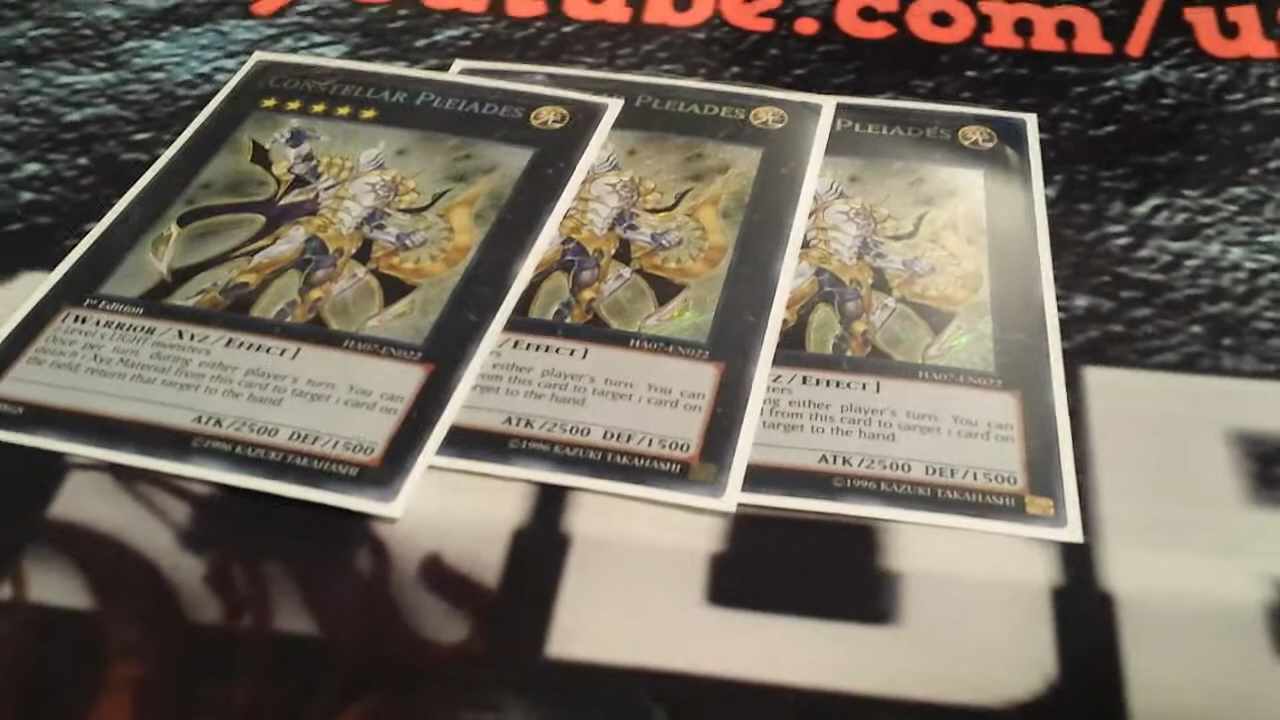 youtube.com/u
CONSTELLAR PLEIADES
光
1st Edition
HA07-EN022
[WARRIOR / XYZ / EFFECT]
2 Level 5 LIGHT monsters
Once per turn, during either player's turn: You can
detach 1 Xyz Material from this card to target 1 card on
the field; return that target to the hand.
ATK/2500 DEF/1500
©1996 KAZUKI TAKAHASHI
PLEIADES
光
HA07-EN022
/ EFFECT]
either player's turn: You can
from this card to target 1 card on
target to the hand.
ATK/2500 DEF/1500
©1996 KAZUKI TAKAHASHI
PLEIADES
光
HA07-EN022
Z / EFFECT]
ters
ng either player's turn: You can
from this card to target 1 card on
target to the hand.
ATK/2500 DEF/1500
©1996 KAZUKI TAKAHASHI